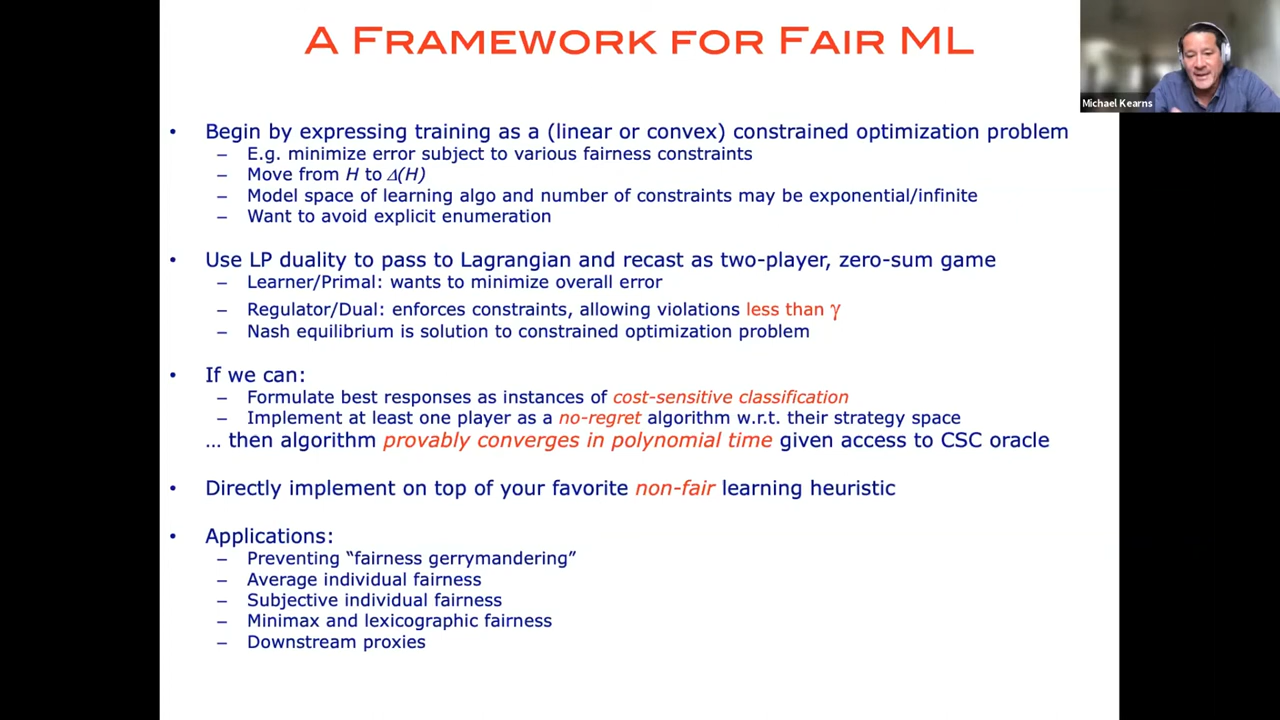 A FRAMEWORK FOR FAIR ML
Michael Kearns
• Begin by expressing training as a (linear or convex) constrained optimization problem
– E.g. minimize error subject to various fairness constraints
– Move from H to Δ(H)
– Model space of learning algo and number of constraints may be exponential/infinite
– Want to avoid explicit enumeration
• Use LP duality to pass to Lagrangian and recast as two-player, zero-sum game
– Learner/Primal: wants to minimize overall error
– Regulator/Dual: enforces constraints, allowing violations less than γ
– Nash equilibrium is solution to constrained optimization problem
• If we can:
– Formulate best responses as instances of cost-sensitive classification
– Implement at least one player as a no-regret algorithm w.r.t. their strategy space
… then algorithm provably converges in polynomial time given access to CSC oracle
• Directly implement on top of your favorite non-fair learning heuristic
• Applications:
– Preventing “fairness gerrymandering”
– Average individual fairness
– Subjective individual fairness
– Minimax and lexicographic fairness
– Downstream proxies